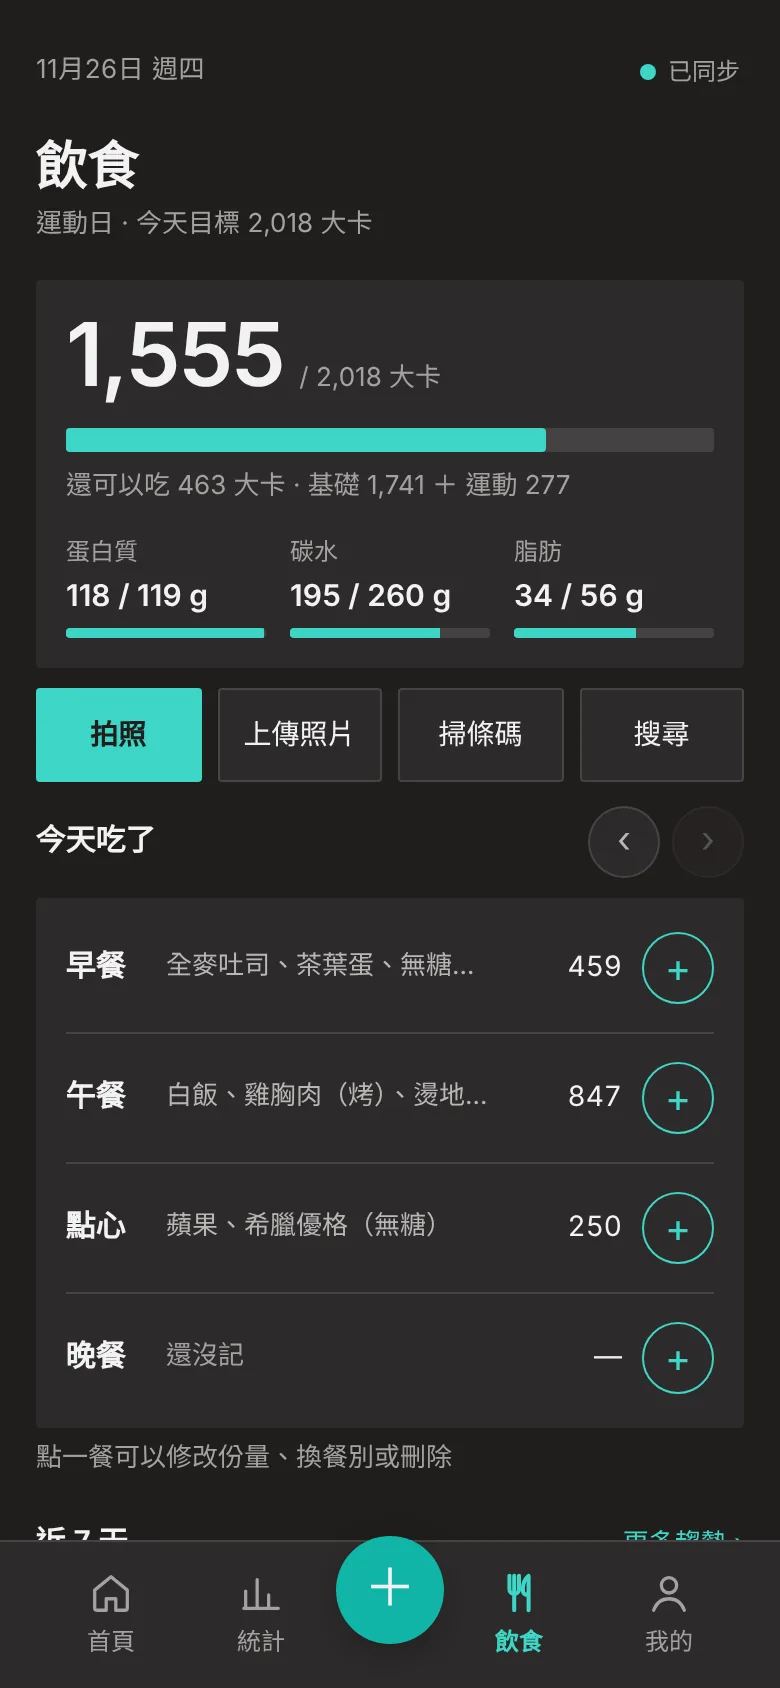 11月26日 週四
已同步
飲食
運動日 · 今天目標 2,018 大卡
1,555 / 2,018 大卡
還可以吃 463 大卡 · 基礎 1,741 + 運動 277
蛋白質 碳水 脂肪
118 / 119 g 195 / 260 g 34 / 56 g
拍照 上傳照片 掃條碼 搜尋
今天吃了 ‹ ›
早餐 全麥吐司、茶葉蛋、無糖... 459 +
午餐 白飯、雞胸肉（烤）、燙地... 847 +
點心 蘋果、希臘優格（無糖） 250 +
晚餐 還沒記 — +
點一餐可以修改份量、換餐別或刪除
近 7 天 更多趨勢 ›
首頁 統計 + 飲食 我的